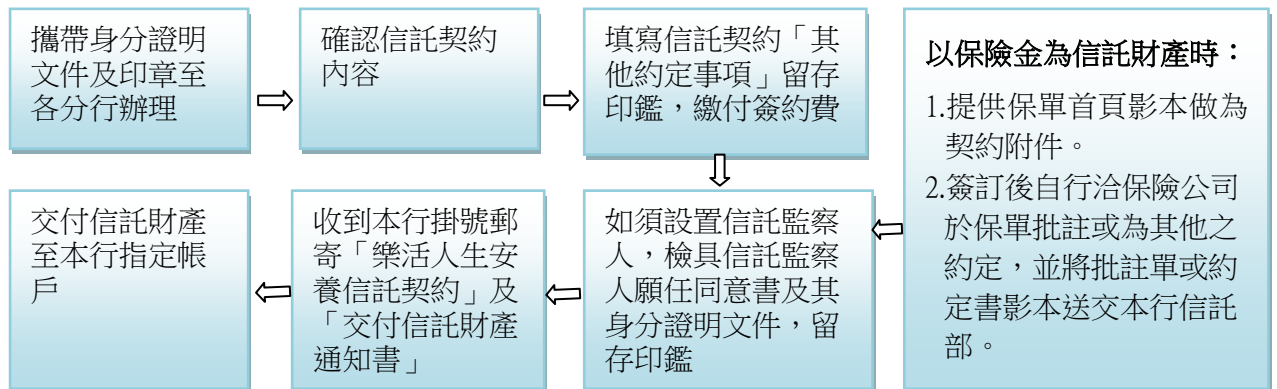 攜帶身分證明
文件及印章至
各分行辦理
確認信託契約
內容
填寫信託契約「其
他約定事項」留存
印鑑，繳付簽約費
以保險金為信託財產時：
1.提供保單首頁影本做為
契約附件。
2.簽訂後自行洽保險公司
於保單批註或為其他之
約定，並將批註單或約
定書影本送交本行信託
部。
如須設置信託監察
人，檢具信託監察
人願任同意書及其
身分證明文件，留
存印鑑
收到本行掛號郵
寄「樂活人生安
養信託契約」及
「交付信託財產
通知書」
交付信託財產
至本行指定帳
戶